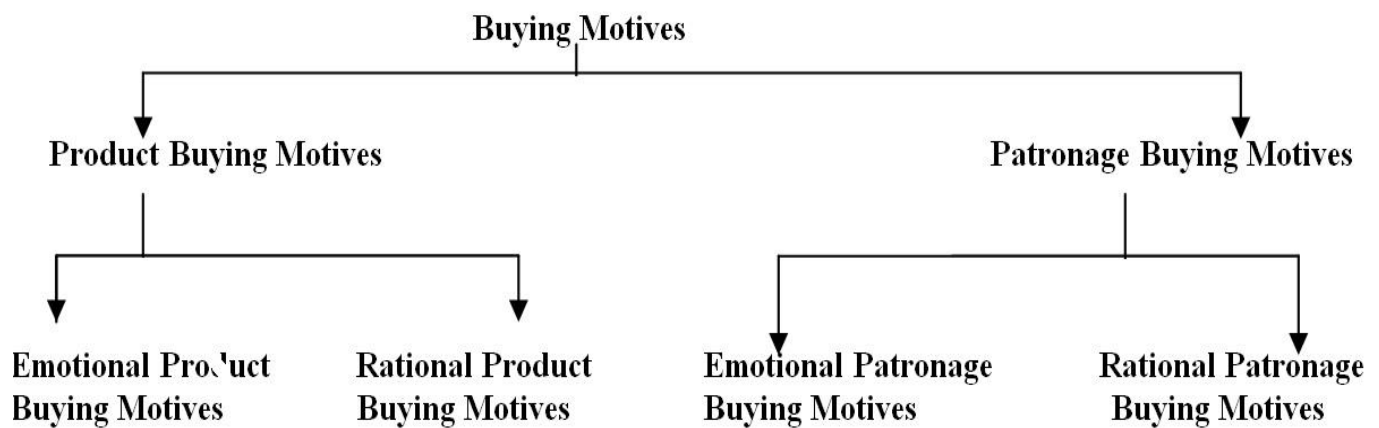 Buying Motives
Product Buying Motives
Patronage Buying Motives
Emotional Product
Buying Motives
Rational Product
Buying Motives
Emotional Patronage
Buying Motives
Rational Patronage
Buying Motives